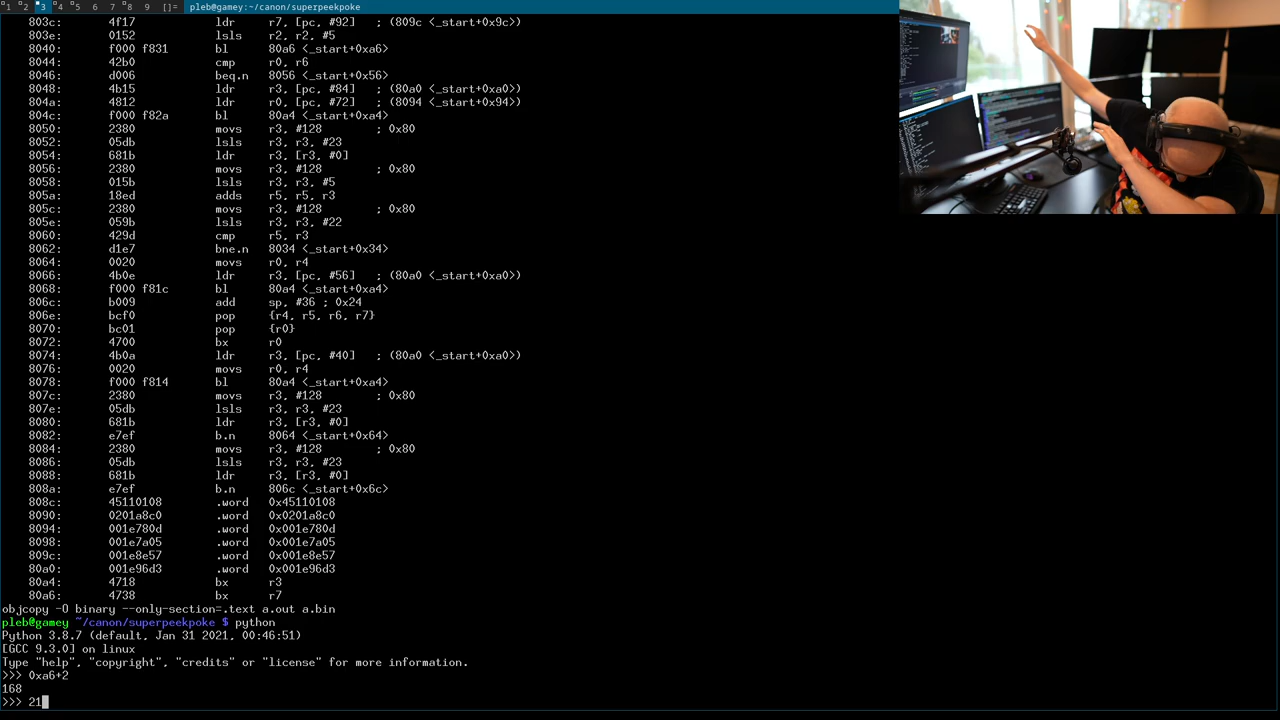 1 2 3 4 5 6 7 8 9 []= pleb@gamey:~/canon/superpeekpoke
803c: 4f17 ldr r7, [pc, #92] ; (809c <_start+0x9c>)
803e: 0152 lsls r2, r2, #5
8040: f000 f831 bl 80a6 <_start+0xa6>
8044: 42b0 cmp r0, r6
8046: d006 beq.n 8056 <_start+0x56>
8048: 4b15 ldr r3, [pc, #84] ; (80a0 <_start+0xa0>)
804a: 4812 ldr r0, [pc, #72] ; (8094 <_start+0x94>)
804c: f000 f82a bl 80a4 <_start+0xa4>
8050: 2380 movs r3, #128 ; 0x80
8052: 05db lsls r3, r3, #23
8054: 681b ldr r3, [r3, #0]
8056: 2380 movs r3, #128 ; 0x80
8058: 015b lsls r3, r3, #5
805a: 18ed adds r5, r5, r3
805c: 2380 movs r3, #128 ; 0x80
805e: 059b lsls r3, r3, #22
8060: 429d cmp r5, r3
8062: d1e7 bne.n 8034 <_start+0x34>
8064: 0020 movs r0, r4
8066: 4b0e ldr r3, [pc, #56] ; (80a0 <_start+0xa0>)
8068: f000 f81c bl 80a4 <_start+0xa4>
806c: b009 add sp, #36 ; 0x24
806e: bcf0 pop {r4, r5, r6, r7}
8070: bc01 pop {r0}
8072: 4700 bx r0
8074: 4b0a ldr r3, [pc, #40] ; (80a0 <_start+0xa0>)
8076: 0020 movs r0, r4
8078: f000 f814 bl 80a4 <_start+0xa4>
807c: 2380 movs r3, #128 ; 0x80
807e: 05db lsls r3, r3, #23
8080: 681b ldr r3, [r3, #0]
8082: e7ef b.n 8064 <_start+0x64>
8084: 2380 movs r3, #128 ; 0x80
8086: 05db lsls r3, r3, #23
8088: 681b ldr r3, [r3, #0]
808a: e7ef b.n 806c <_start+0x6c>
808c: 45110108 .word 0x45110108
8090: 0201a8c0 .word 0x0201a8c0
8094: 001e780d .word 0x001e780d
8098: 001e7a05 .word 0x001e7a05
809c: 001e8e57 .word 0x001e8e57
80a0: 001e96d3 .word 0x001e96d3
80a4: 4718 bx r3
80a6: 4738 bx r7
objcopy -O binary --only-section=.text a.out a.bin
pleb@gamey ~/canon/superpeekpoke $ python
Python 3.8.7 (default, Jan 31 2021, 00:46:51)
[GCC 9.3.0] on linux
Type "help", "copyright", "credits" or "license" for more information.
>>> 0xa6+2
168
>>> 21